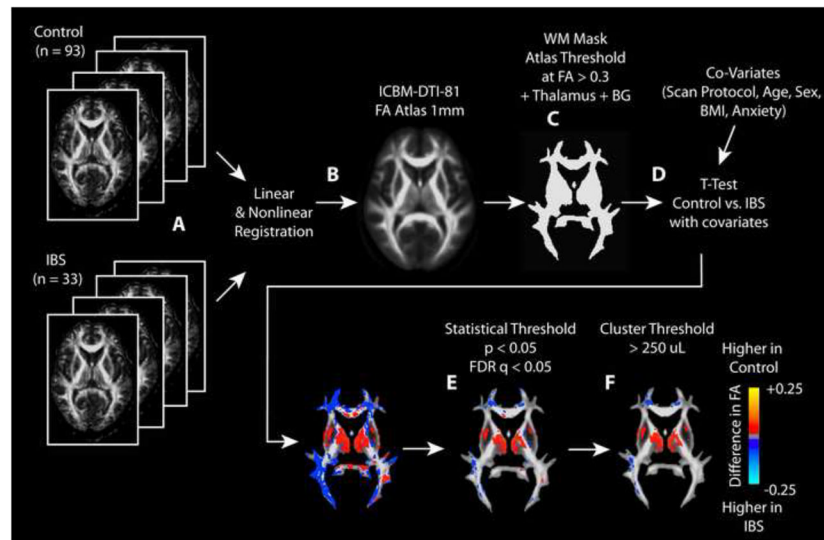 Control
(n = 93)
A
IBS
(n = 33)
Linear
& Nonlinear
Registration
B
ICBM-DTI-81
FA Atlas 1mm
WM Mask
Atlas Threshold
at FA > 0.3
+ Thalamus + BG
C
D
Co-Variates
(Scan Protocol, Age, Sex,
BMI, Anxiety)
T-Test
Control vs. IBS
with covariates
Statistical Threshold
p < 0.05
FDR q < 0.05
E
Cluster Threshold
> 250 uL
F
Higher in
Control
+0.25
Difference in FA
-0.25
Higher in
IBS